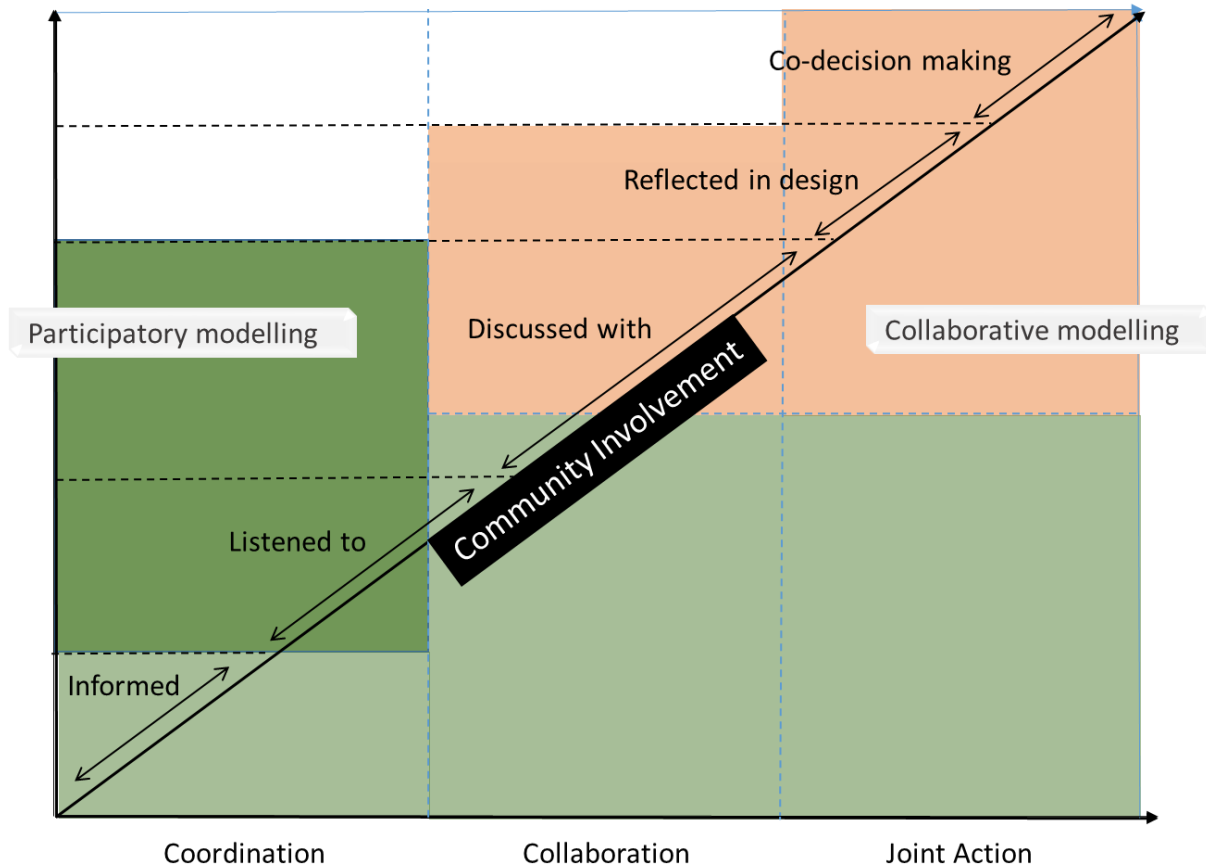 Co-decision making
Reflected in design
Participatory modelling
Discussed with
Collaborative modelling
Community Involvement
Listened to
Informed
Coordination
Collaboration
Joint Action